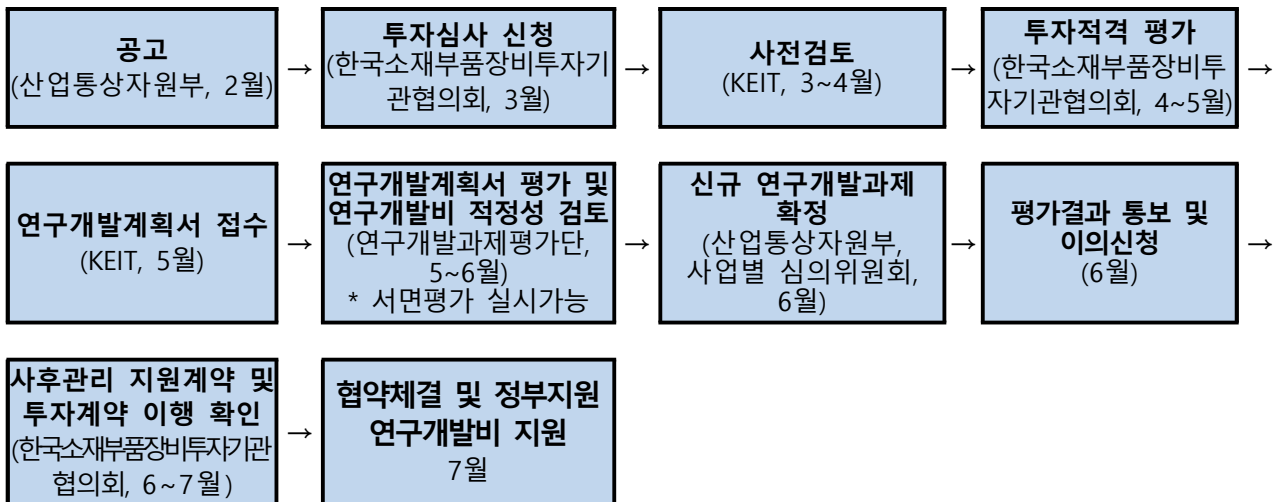 공고
(산업통상자원부, 2월)
→
투자심사 신청
(한국소재부품장비투자기
관협의회, 3월)
→
사전검토
(KEIT, 3~4월)
→
투자적격 평가
(한국소재부품장비투
자기관협의회, 4~5월)
→
연구개발계획서 접수
(KEIT, 5월)
→
연구개발계획서 평가 및
연구개발비 적정성 검토
(연구개발과제평가단,
5~6월)
* 서면평가 실시가능
→
신규 연구개발과제
확정
(산업통상자원부,
사업별 심의위원회,
6월)
→
평가결과 통보 및
이의신청
(6월)
→
사후관리 지원계약 및
투자계약 이행 확인
(한국소재부품장비투자기관
협의회, 6~7월)
→
협약체결 및 정부지원
연구개발비 지원
7월